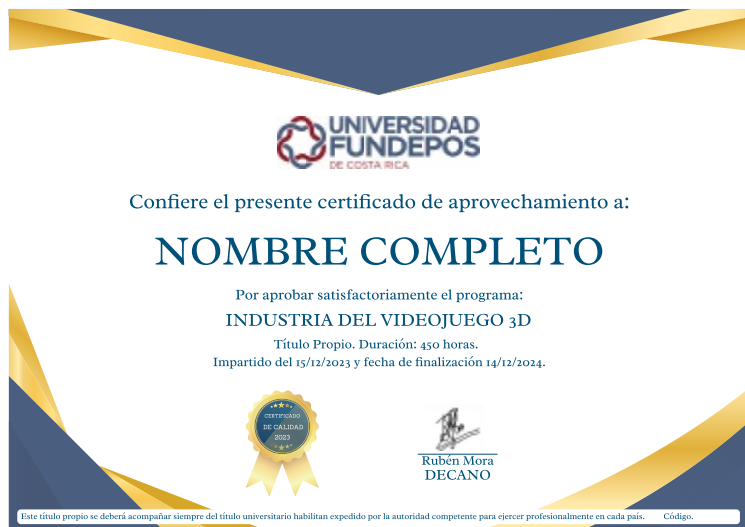 UNIVERSIDAD
FUNDEPOS
DE COSTA RICA
Confiere el presente certificado de aprovechamiento a:
NOMBRE COMPLETO
Por aprobar satisfactoriamente el programa:
INDUSTRIA DEL VIDEOJUEGO 3D
Título Propio. Duración: 450 horas.
Impartido del 15/12/2023 y fecha de finalización 14/12/2024.
CERTIFICADO
DE CALIDAD
2023
Rubén Mora
DECANO
Este título propio se deberá acompañar siempre del título universitario habilitan expedido por la autoridad competente para ejercer profesionalmente en cada país. Código.